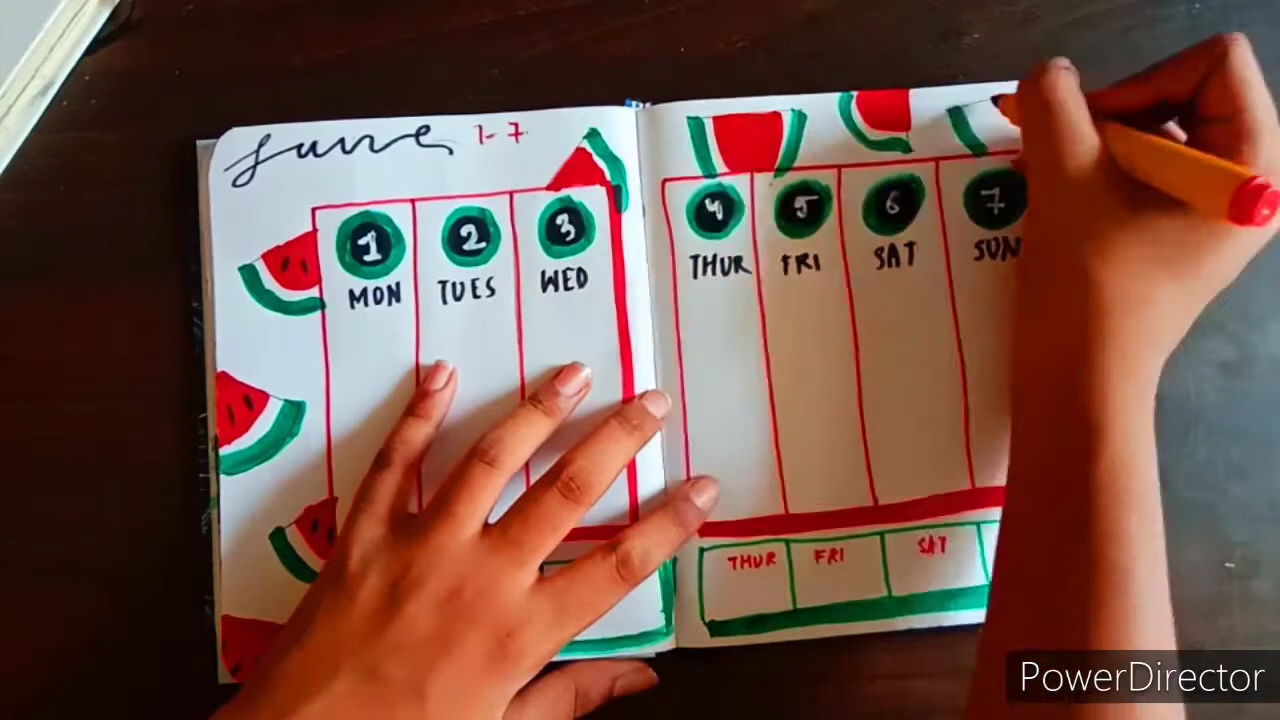 June 1-7
1 2 3 4 5 6 7
MON TUES WED THUR FRI SAT SUN
THUR FRI SAT
PowerDirector